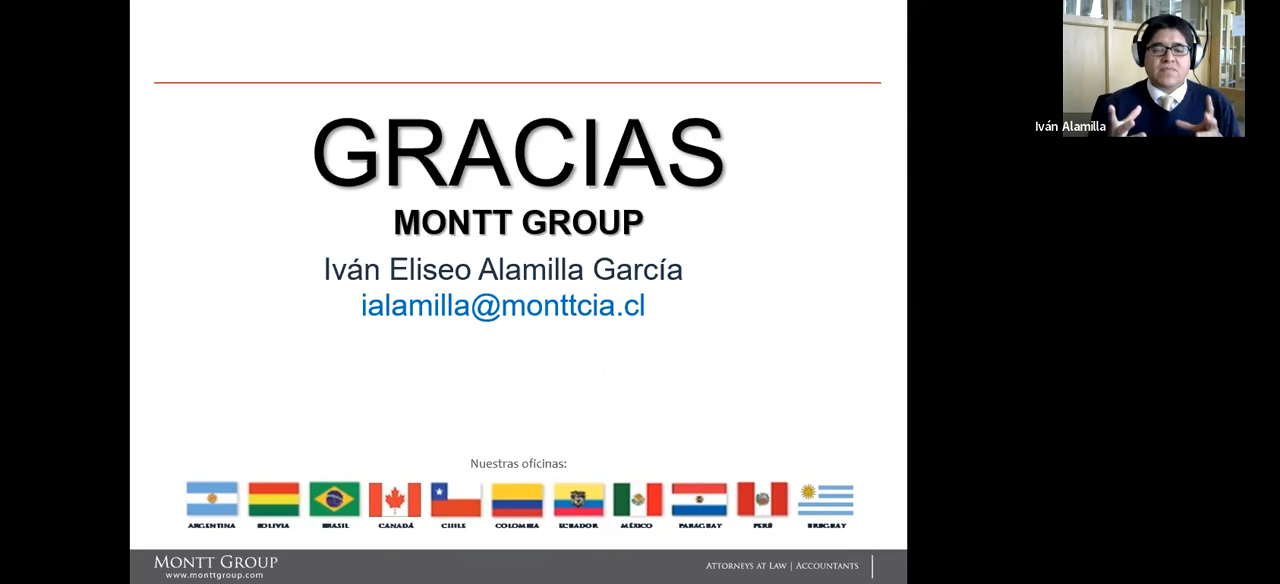 GRACIAS
MONTT GROUP
Iván Eliseo Alamilla García
ialamilla@monttcia.cl
Nuestras oficinas:
ARGENTINA BOLIVIA BRASIL CANADÁ CHILE COLOMBIA ECUADOR MÉXICO PARAGUAY PERÚ URUGUAY
MONTT GROUP
www.monttgroup.com
ATTORNEYS AT LAW | ACCOUNTANTS
Iván Alamilla